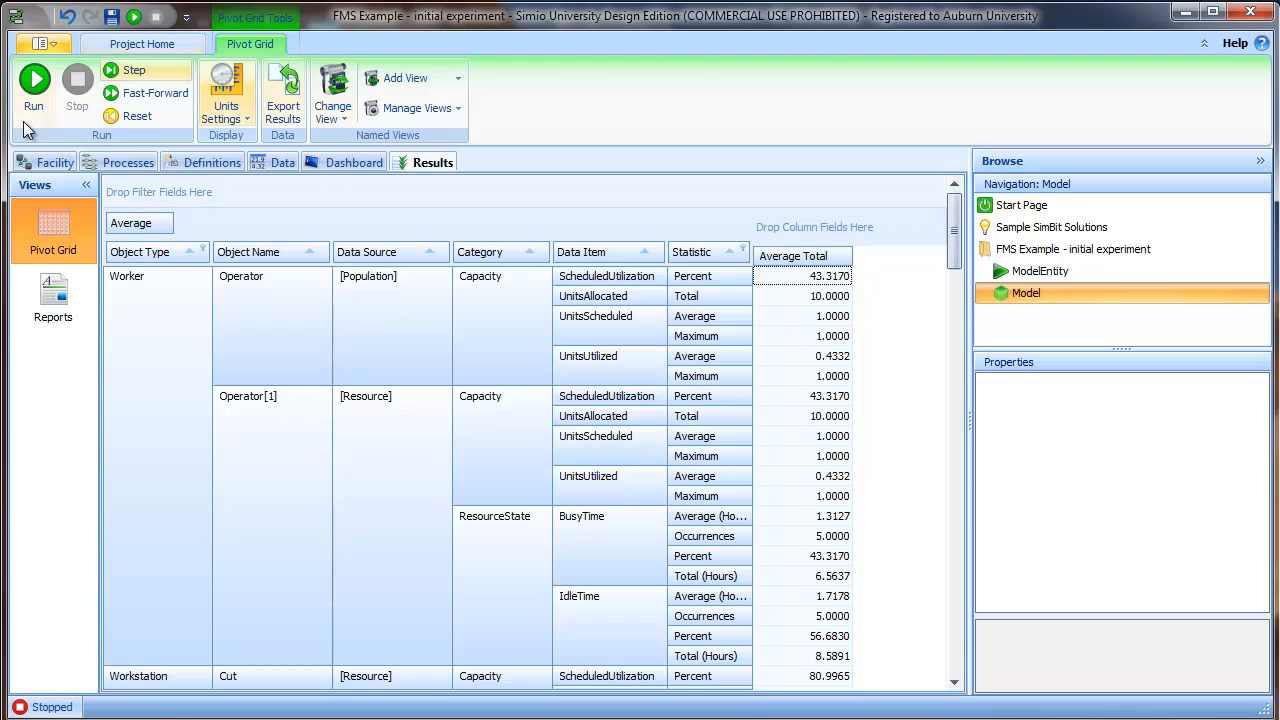 Pivot Grid Tools
FMS Example - initial experiment - Simio University Design Edition (COMMERCIAL USE PROHIBITED) - Registered to Auburn University
Project Home
Pivot Grid
Help
Run
Stop
Step
Fast-Forward
Reset
Run
Units Settings
Display
Export Results
Data
Change View
Add View
Manage Views
Named Views
Facility
Processes
Definitions
Data
Dashboard
Results
Views
Pivot Grid
Reports
Drop Filter Fields Here
Average
Drop Column Fields Here
Object Type Object Name Data Source Category Data Item Statistic Average Total
Worker Operator [Population] Capacity ScheduledUtilization Percent 43.3170
UnitsAllocated Total 10.0000
UnitsScheduled Average 1.0000
Maximum 1.0000
UnitsUtilized Average 0.4332
Maximum 1.0000
Operator[1] [Resource] Capacity ScheduledUtilization Percent 43.3170
UnitsAllocated Total 10.0000
UnitsScheduled Average 1.0000
Maximum 1.0000
UnitsUtilized Average 0.4332
Maximum 1.0000
ResourceState BusyTime Average (Ho... 1.3127
Occurrences 5.0000
Percent 43.3170
Total (Hours) 6.5637
IdleTime Average (Ho... 1.7178
Occurrences 5.0000
Percent 56.6830
Total (Hours) 8.5891
Workstation Cut [Resource] Capacity ScheduledUtilization Percent 80.9965
Browse
Navigation: Model
Start Page
Sample SimBit Solutions
FMS Example - initial experiment
ModelEntity
Model
Properties
Stopped